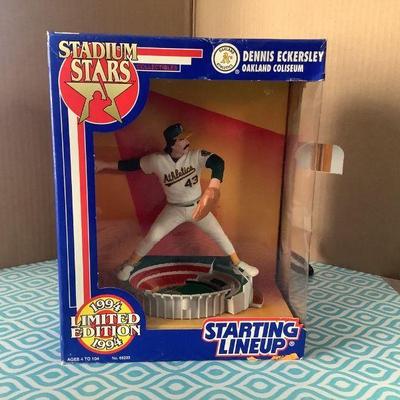 STADIUM
STARS
COLLECTIBLES
DENNIS ECKERSLEY
OAKLAND COLISEUM
Athletics
43
1994
LIMITED
EDITION
1994
AGES 4 TO 104
STARTING
LINEUP®